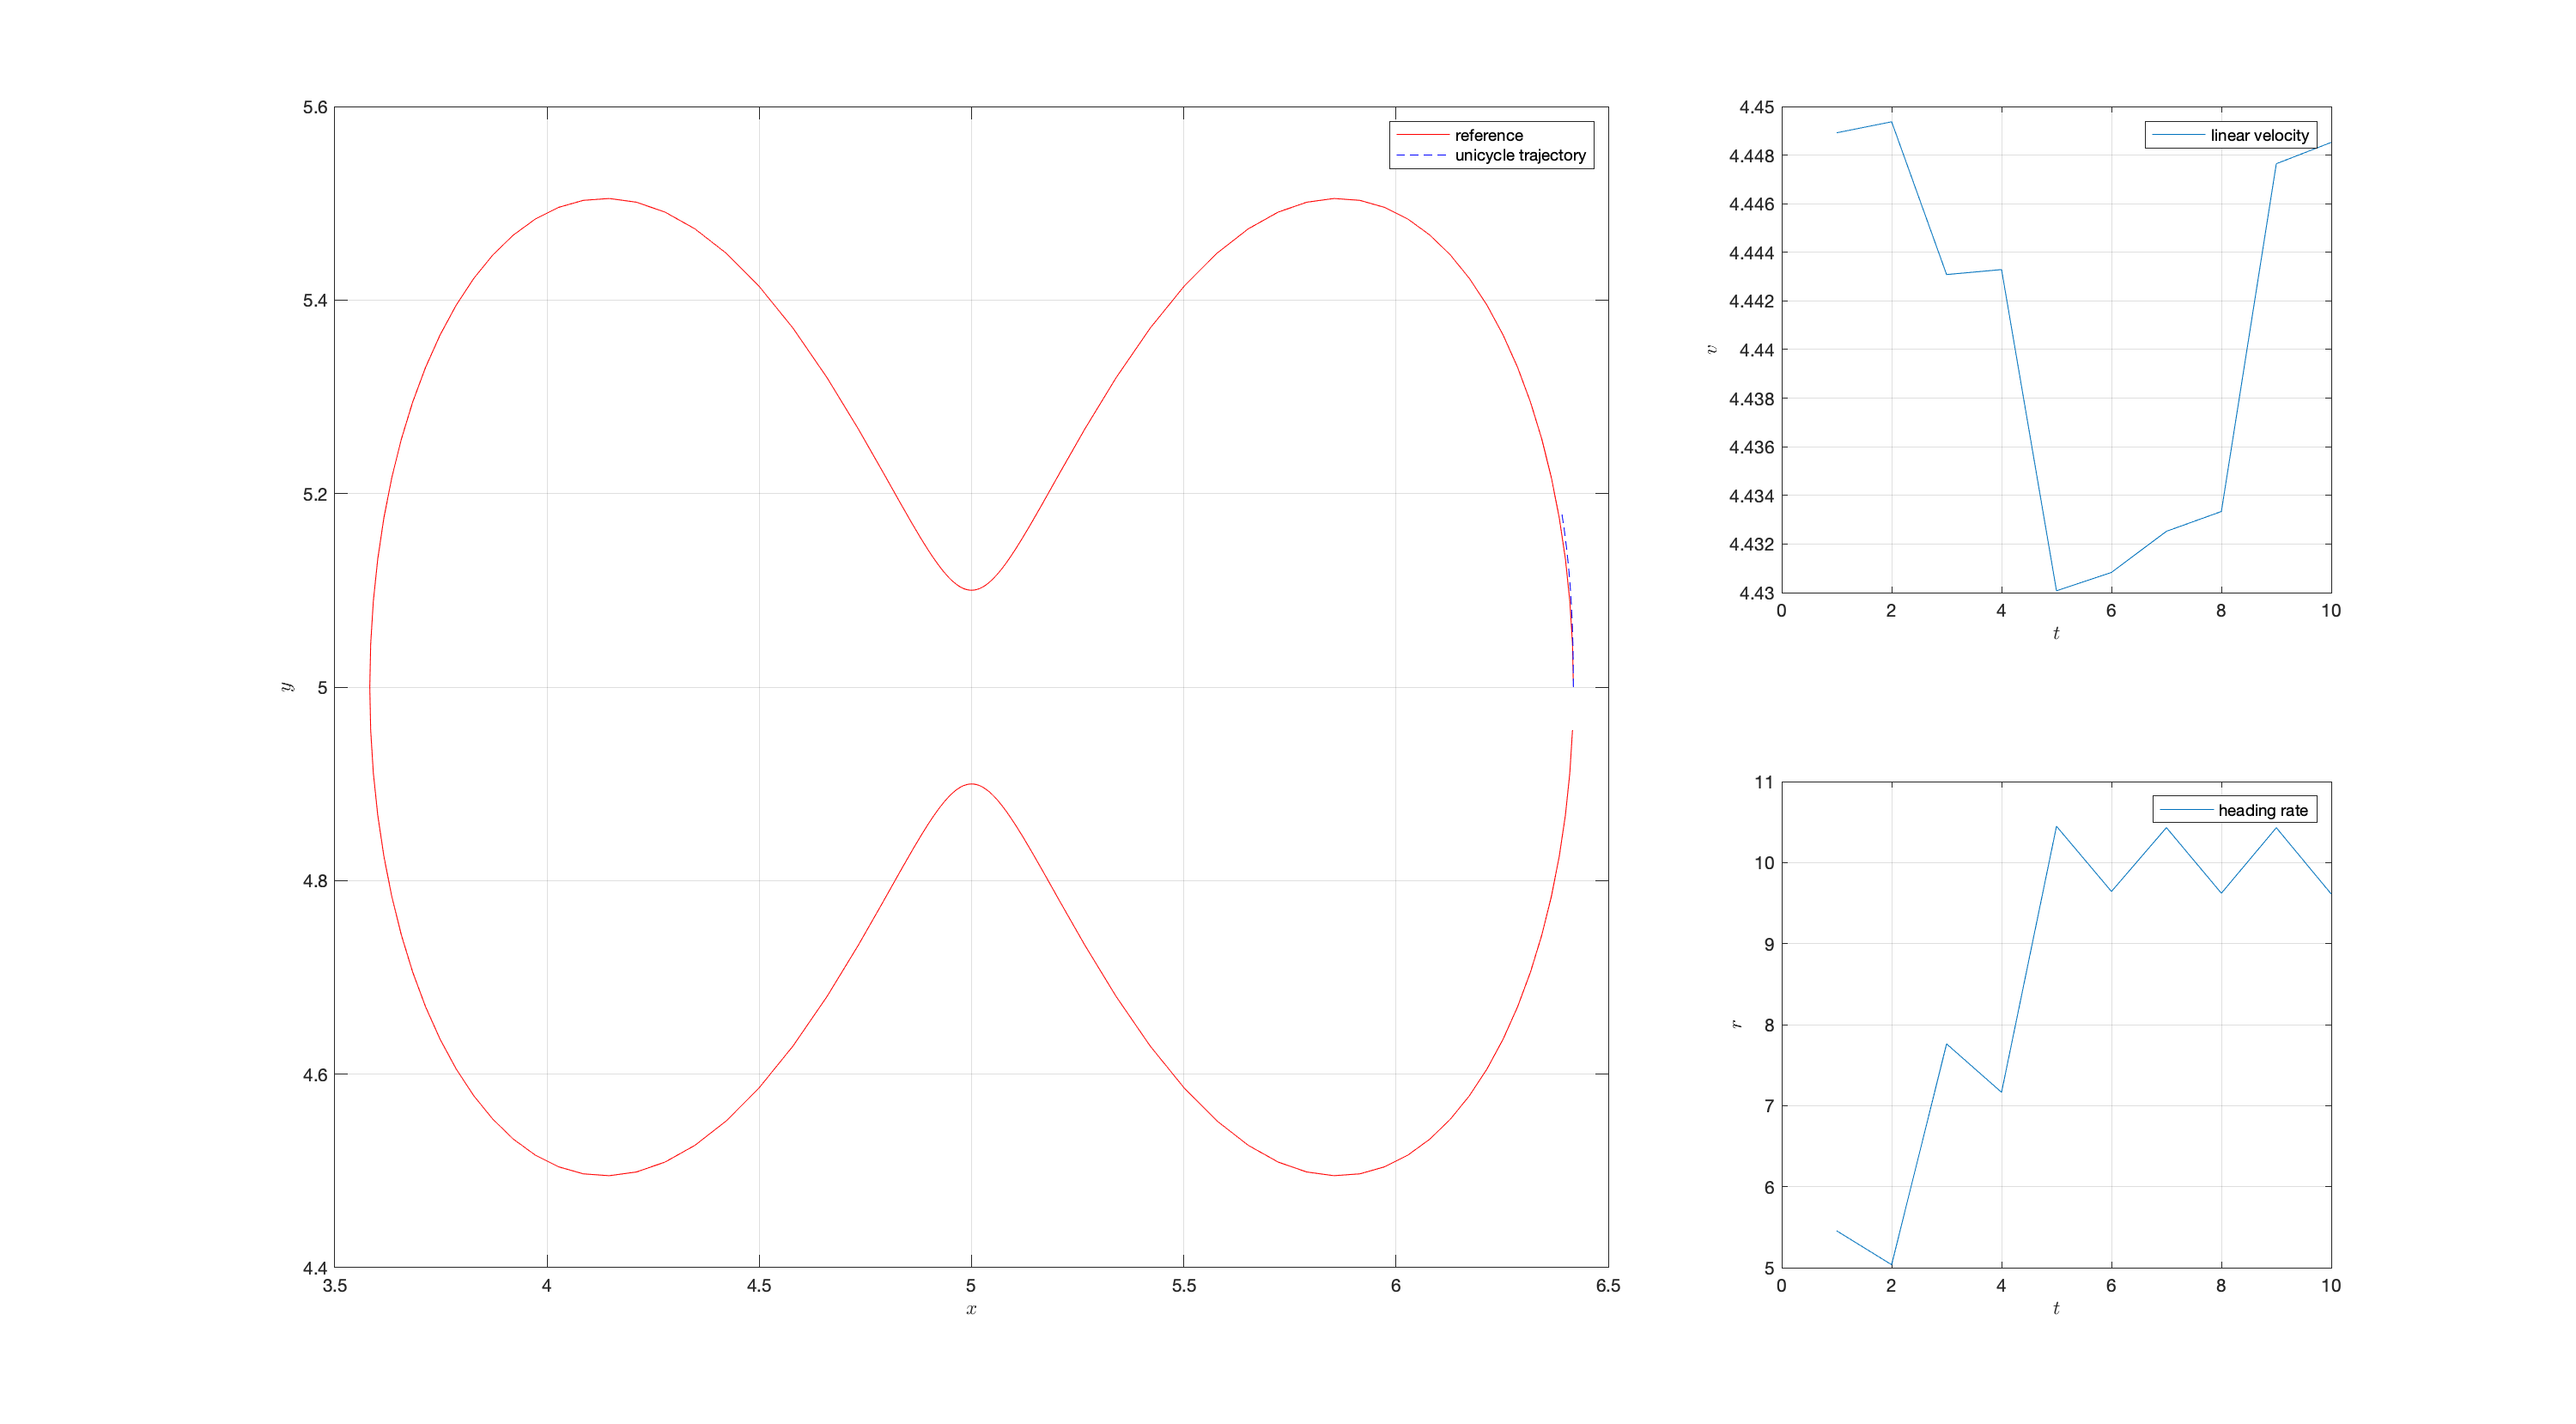 5.6
5.4
5.2
5
4.8
4.6
4.4
3.5 4 4.5 5 5.5 6 6.5
x
y
reference
unicycle trajectory
4.45
4.448
4.446
4.444
4.442
4.44
4.438
4.436
4.434
4.432
4.43
0 2 4 6 8 10
t
v
linear velocity
11
10
9
8
7
6
5
0 2 4 6 8 10
t
r
heading rate